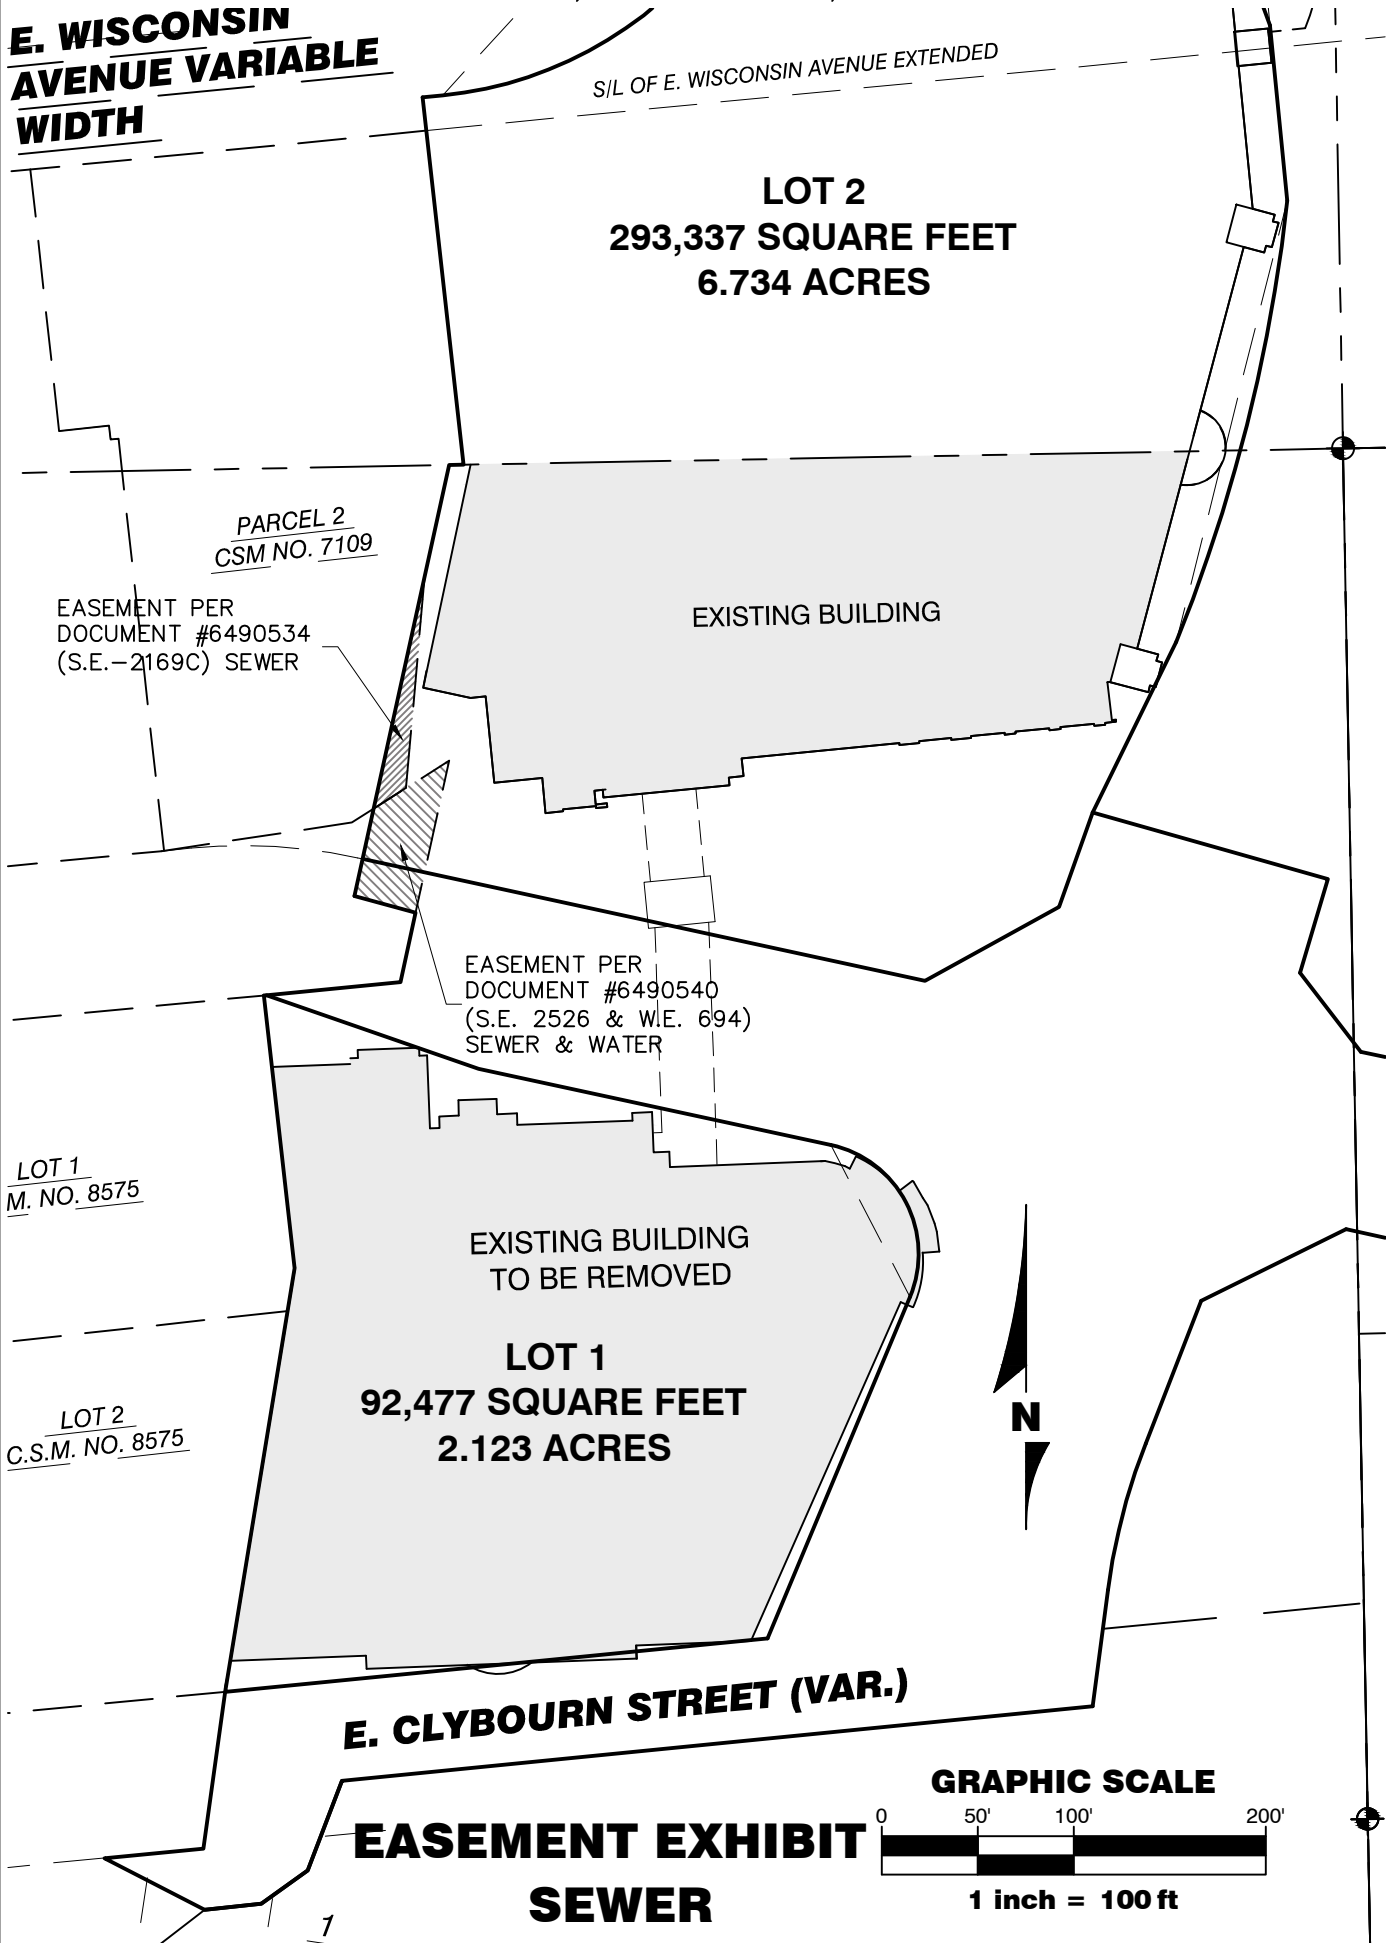 E. WISCONSIN
AVENUE VARIABLE
WIDTH
S/L OF E. WISCONSIN AVENUE EXTENDED
LOT 2
293,337 SQUARE FEET
6.734 ACRES
PARCEL 2
CSM NO. 7109
EASEMENT PER
DOCUMENT #6490534
(S.E.-2169C) SEWER
EXISTING BUILDING
EASEMENT PER
DOCUMENT #6490540
(S.E. 2526 & W.E. 694)
SEWER & WATER
LOT 1
M. NO. 8575
EXISTING BUILDING
TO BE REMOVED
LOT 1
92,477 SQUARE FEET
2.123 ACRES
LOT 2
C.S.M. NO. 8575
N
E. CLYBOURN STREET (VAR.)
GRAPHIC SCALE
0 50' 100' 200'
1 inch = 100 ft
EASEMENT EXHIBIT
SEWER
1